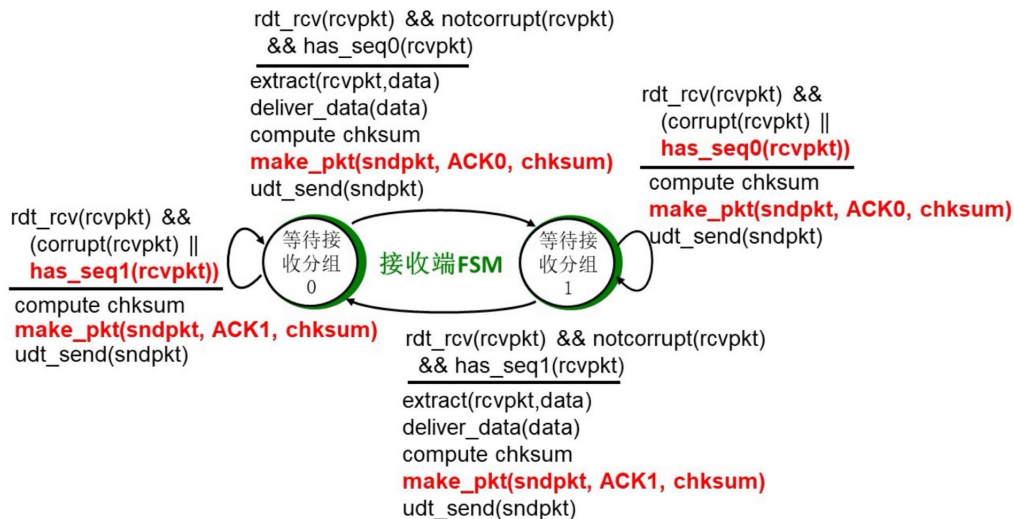 rdt_rcv(rcvpkt) && notcorrupt(rcvpkt)
&& has_seq0(rcvpkt)
extract(rcvpkt,data)
deliver_data(data)
compute chksum
make_pkt(sndpkt, ACK0, chksum)
udt_send(sndpkt)
rdt_rcv(rcvpkt) &&
(corrupt(rcvpkt) ||
has_seq0(rcvpkt))
compute chksum
make_pkt(sndpkt, ACK0, chksum)
udt_send(sndpkt)
rdt_rcv(rcvpkt) &&
(corrupt(rcvpkt) ||
has_seq1(rcvpkt))
compute chksum
make_pkt(sndpkt, ACK1, chksum)
udt_send(sndpkt)
等待接
收分组
0
接收端FSM
等待接
收分组
1
rdt_rcv(rcvpkt) && notcorrupt(rcvpkt)
&& has_seq1(rcvpkt)
extract(rcvpkt,data)
deliver_data(data)
compute chksum
make_pkt(sndpkt, ACK1, chksum)
udt_send(sndpkt)